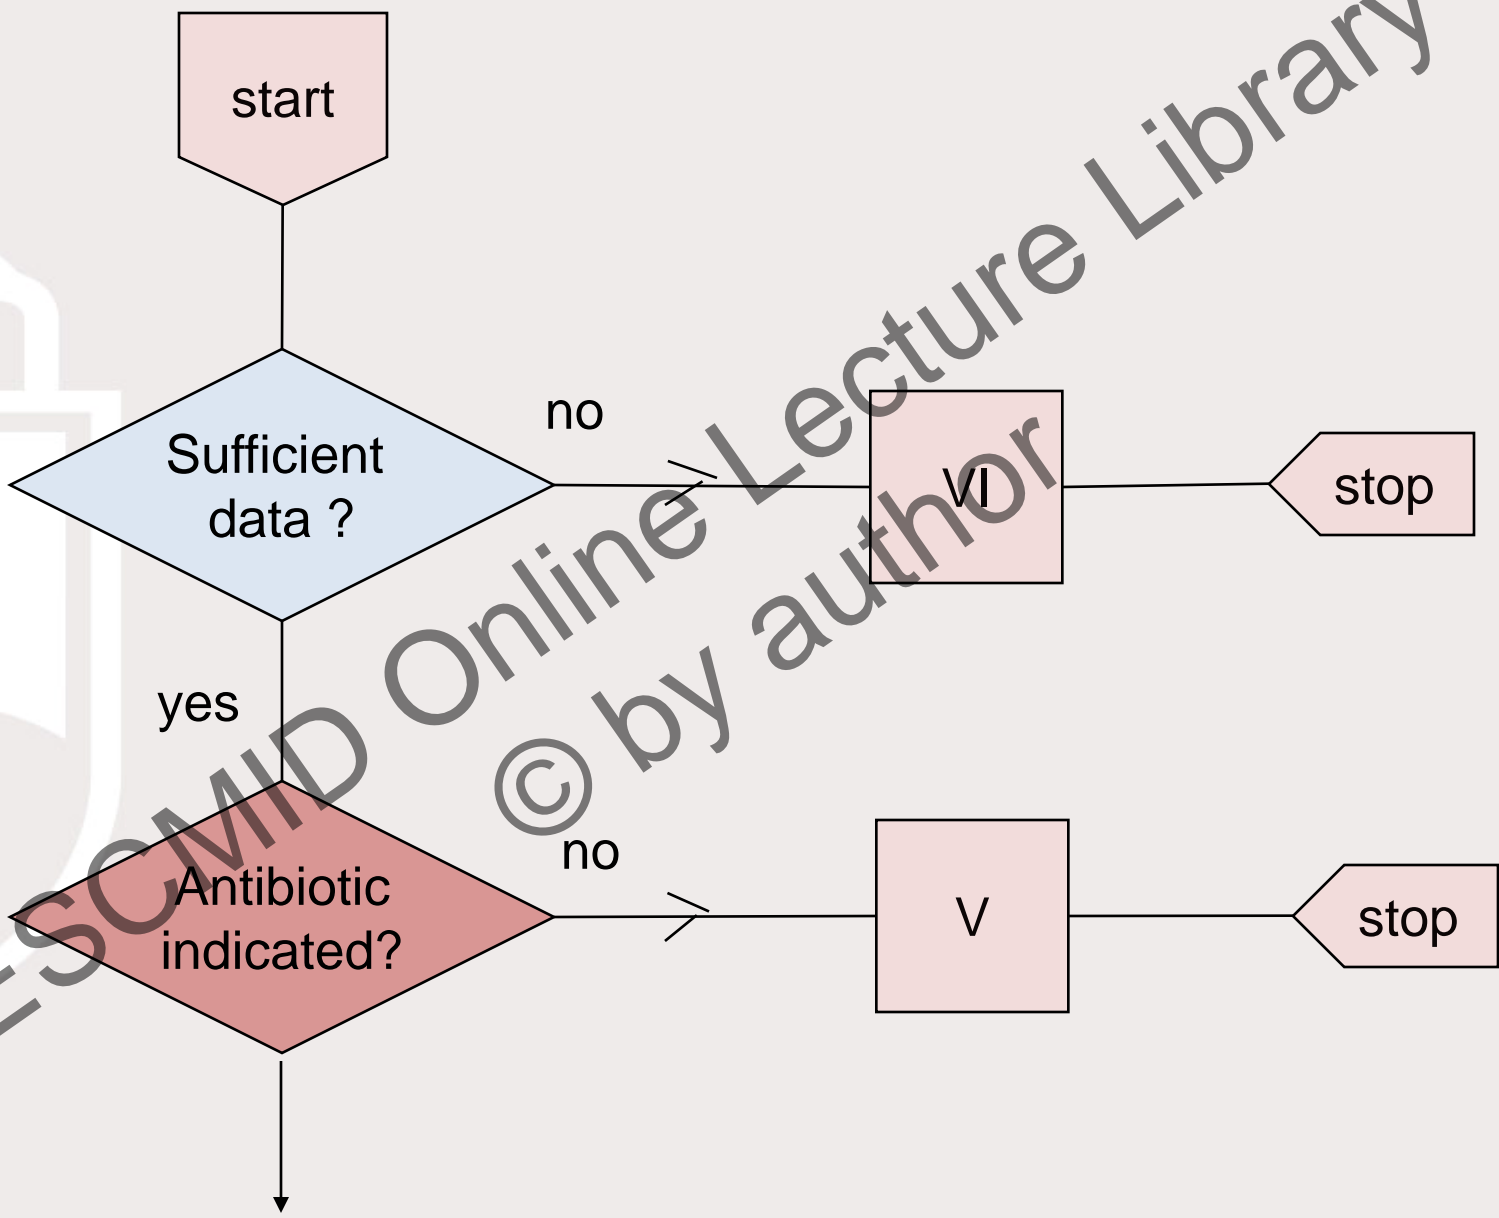 start
Sufficient
data ?
no
VI
stop
yes
Antibiotic
indicated?
no
V
stop
ESCMID Online Lecture Library
© by author